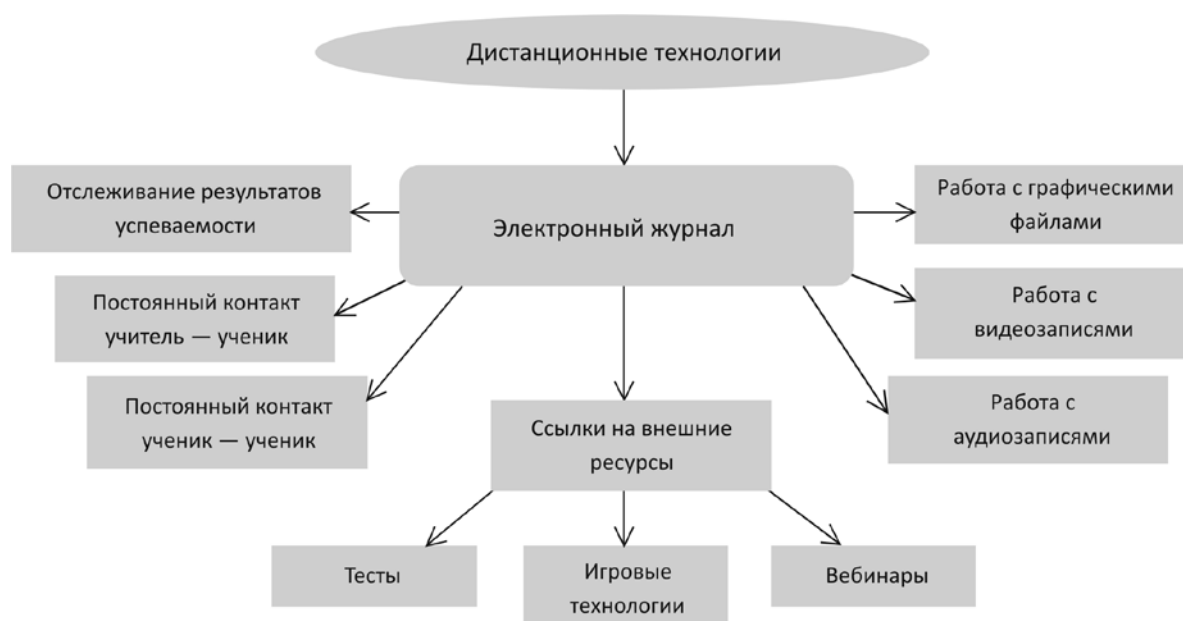 Дистанционные технологии
Отслеживание результатов
успеваемости
Электронный журнал
Работа с графическими
файлами
Постоянный контакт
учитель — ученик
Работа с
видеозаписями
Постоянный контакт
ученик — ученик
Ссылки на внешние
ресурсы
Работа с
аудиозаписями
Тесты
Игровые
технологии
Вебинары